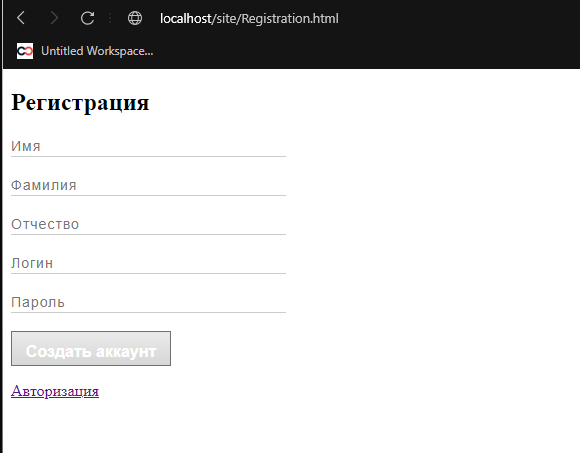 localhost/site/Registration.html
Untitled Workspace...
Регистрация
Имя
Фамилия
Отчество
Логин
Пароль
Создать аккаунт
Авторизация